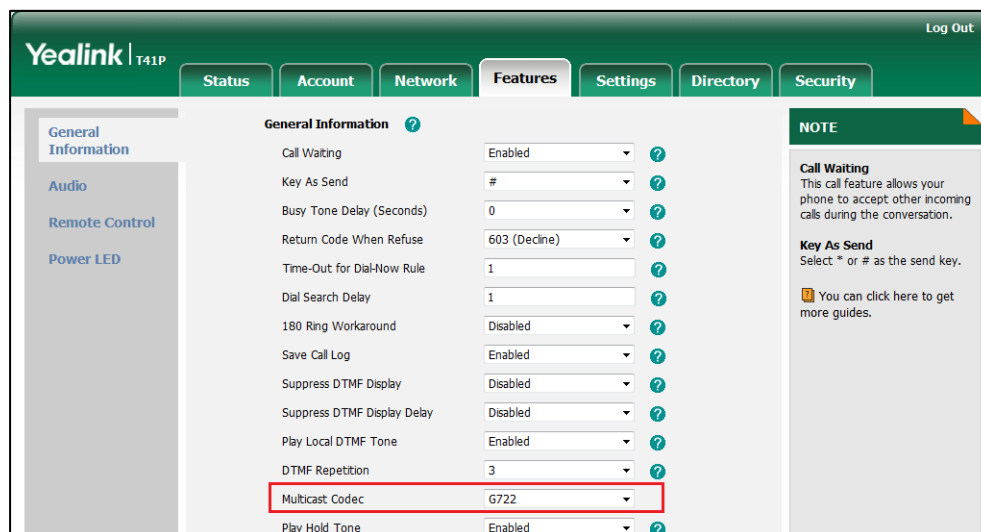 Log Out
Yealink | T41P
Status Account Network Features Settings Directory Security
General
Information
Audio
Remote Control
Power LED
General Information ?
Call Waiting Enabled ?
Key As Send # ?
Busy Tone Delay (Seconds) 0 ?
Return Code When Refuse 603 (Decline) ?
Time-Out for Dial-Now Rule 1 ?
Dial Search Delay 1 ?
180 Ring Workaround Disabled ?
Save Call Log Enabled ?
Suppress DTMF Display Disabled ?
Suppress DTMF Display Delay Disabled ?
Play Local DTMF Tone Enabled ?
DTMF Repetition 3 ?
Multicast Codec G722
Play Hold Tone Enabled ?
NOTE
Call Waiting
This call feature allows your
phone to accept other incoming
calls during the conversation.
Key As Send
Select * or # as the send key.
? You can click here to get
more guides.